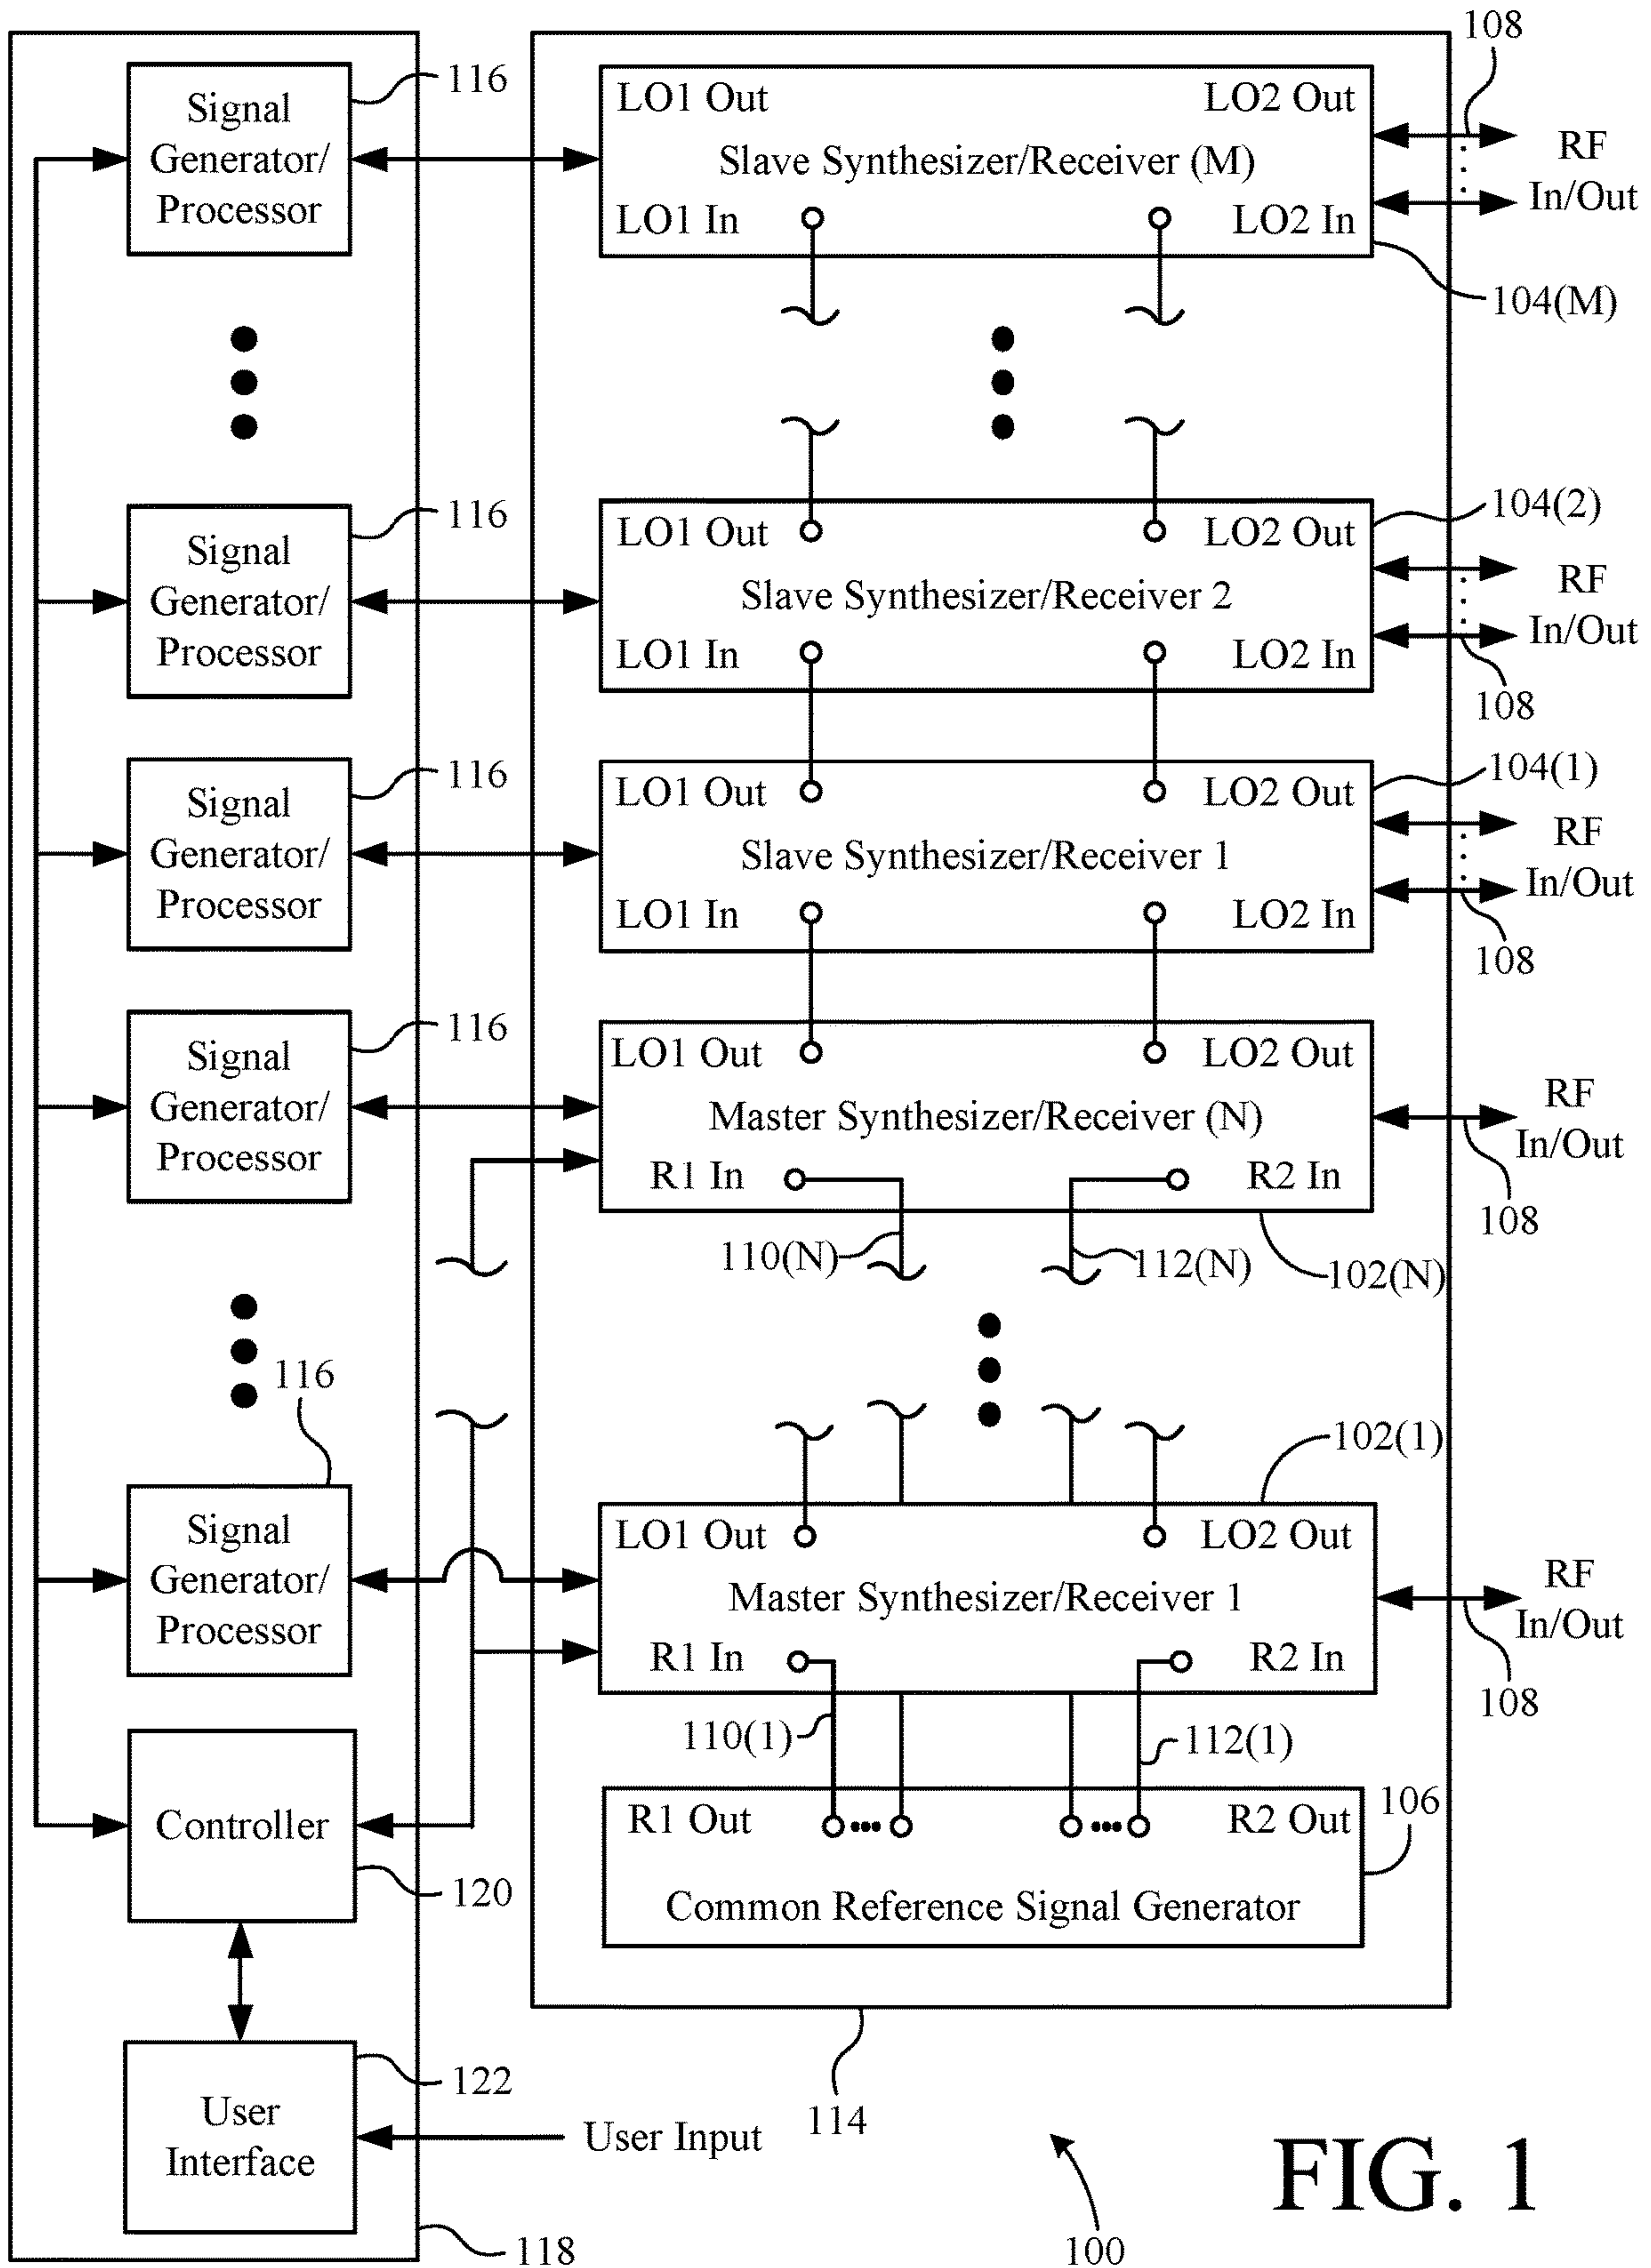 108
116
Signal
Generator/
Processor
LO1 Out
LO2 Out
Slave Synthesizer/Receiver (M)
LO1 In
LO2 In
RF
In/Out
104(M)
116
Signal
Generator/
Processor
LO1 Out
LO2 Out
Slave Synthesizer/Receiver 2
LO1 In
LO2 In
104(2)
RF
In/Out
108
116
Signal
Generator/
Processor
LO1 Out
LO2 Out
Slave Synthesizer/Receiver 1
LO1 In
LO2 In
104(1)
RF
In/Out
108
116
Signal
Generator/
Processor
LO1 Out
LO2 Out
Master Synthesizer/Receiver (N)
R1 In
R2 In
RF
In/Out
108
110(N)
112(N)
102(N)
116
Signal
Generator/
Processor
102(1)
LO1 Out
LO2 Out
Master Synthesizer/Receiver 1
R1 In
R2 In
RF
In/Out
108
110(1)
112(1)
Controller
120
R1 Out
R2 Out
Common Reference Signal Generator
106
122
User
Interface
User Input
114
118
100
FIG. 1